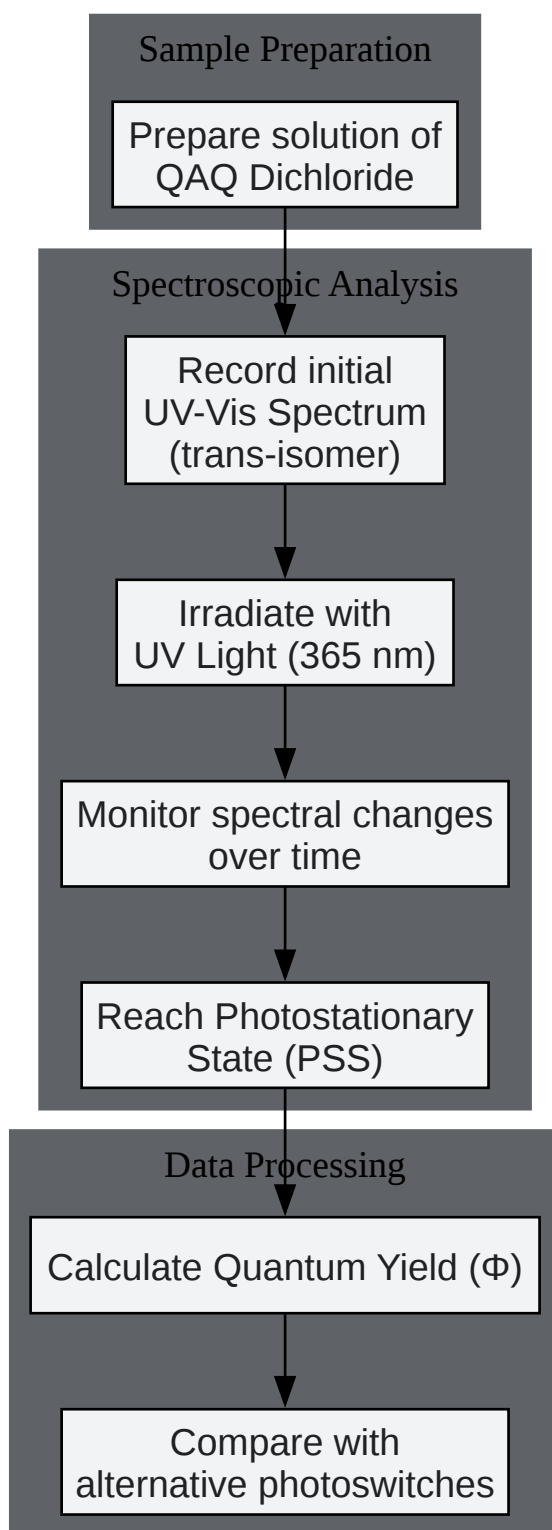 Sample Preparation
Prepare solution of
QAQ Dichloride
Spectroscopic Analysis
Record initial
UV-Vis Spectrum
(trans-isomer)
Irradiate with
UV Light (365 nm)
Monitor spectral changes
over time
Reach Photostationary
State (PSS)
Data Processing
Calculate Quantum Yield (Φ)
Compare with
alternative photoswitches